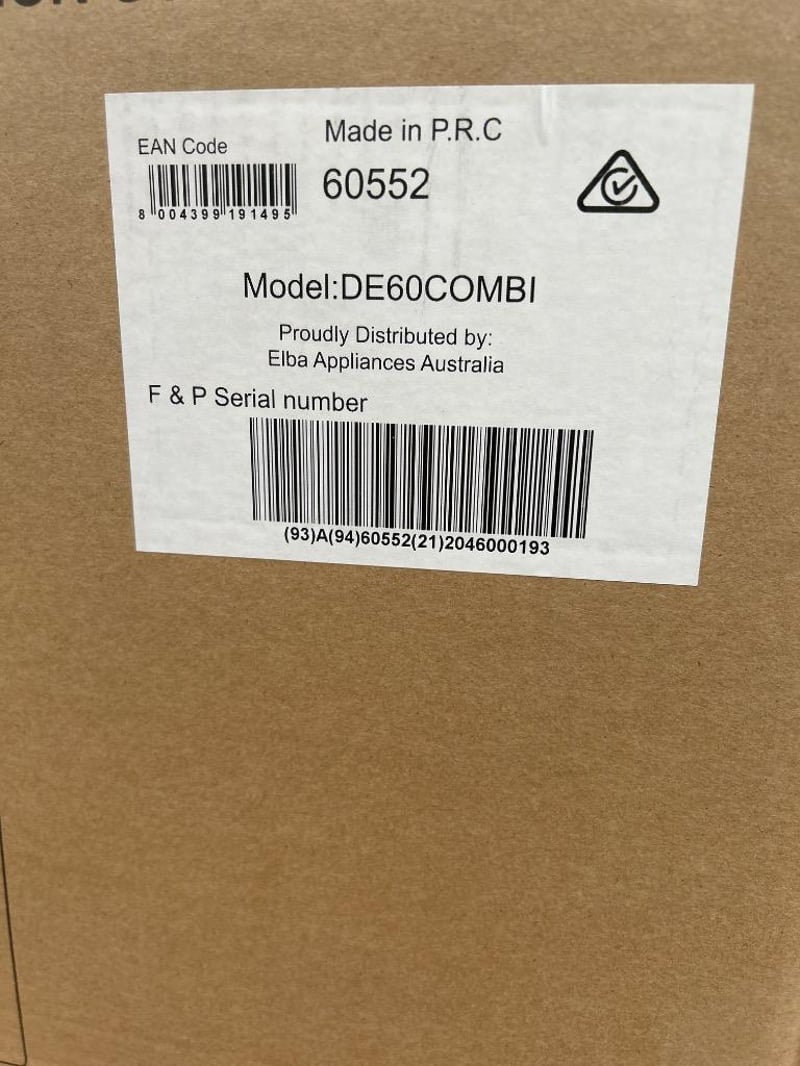 EAN Code
Made in P.R.C
60552
8 004399 191495
Model:DE60COMBI
Proudly Distributed by:
Elba Appliances Australia
F & P Serial number
(93)A(94)60552(21)2046000193